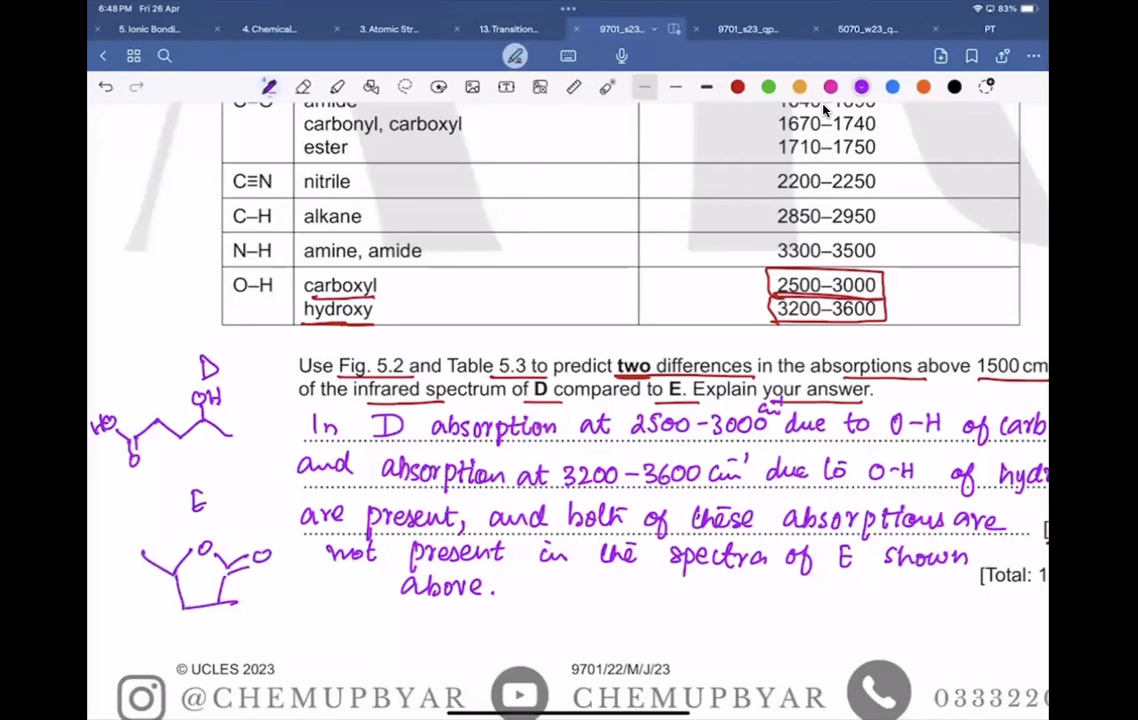 6:48 PM Fri 26 Apr
83%
5. Ionic Bondi...
4. Chemical...
3. Atomic Str...
13. Transition...
9701_s23...
9701_s23_qp...
5070_w23_q...
PT
amide
carbonyl, carboxyl 1670–1740
ester 1710–1750
C≡N nitrile 2200–2250
C–H alkane 2850–2950
N–H amine, amide 3300–3500
O–H carboxyl 2500–3000
hydroxy 3200–3600
Use Fig. 5.2 and Table 5.3 to predict two differences in the absorptions above 1500 cm
of the infrared spectrum of D compared to E. Explain your answer.
D
OH
HO
O
In D absorption at 2500-3000 cm⁻¹ due to O-H of carb
and absorption at 3200-3600 cm⁻¹ due to O-H of hyd
E
O O
are present, and both of these absorptions are
[
not present in the spectra of E shown
above.
[Total: 1
© UCLES 2023
9701/22/M/J/23
@CHEMUPBYAR
CHEMUPBYAR
033322